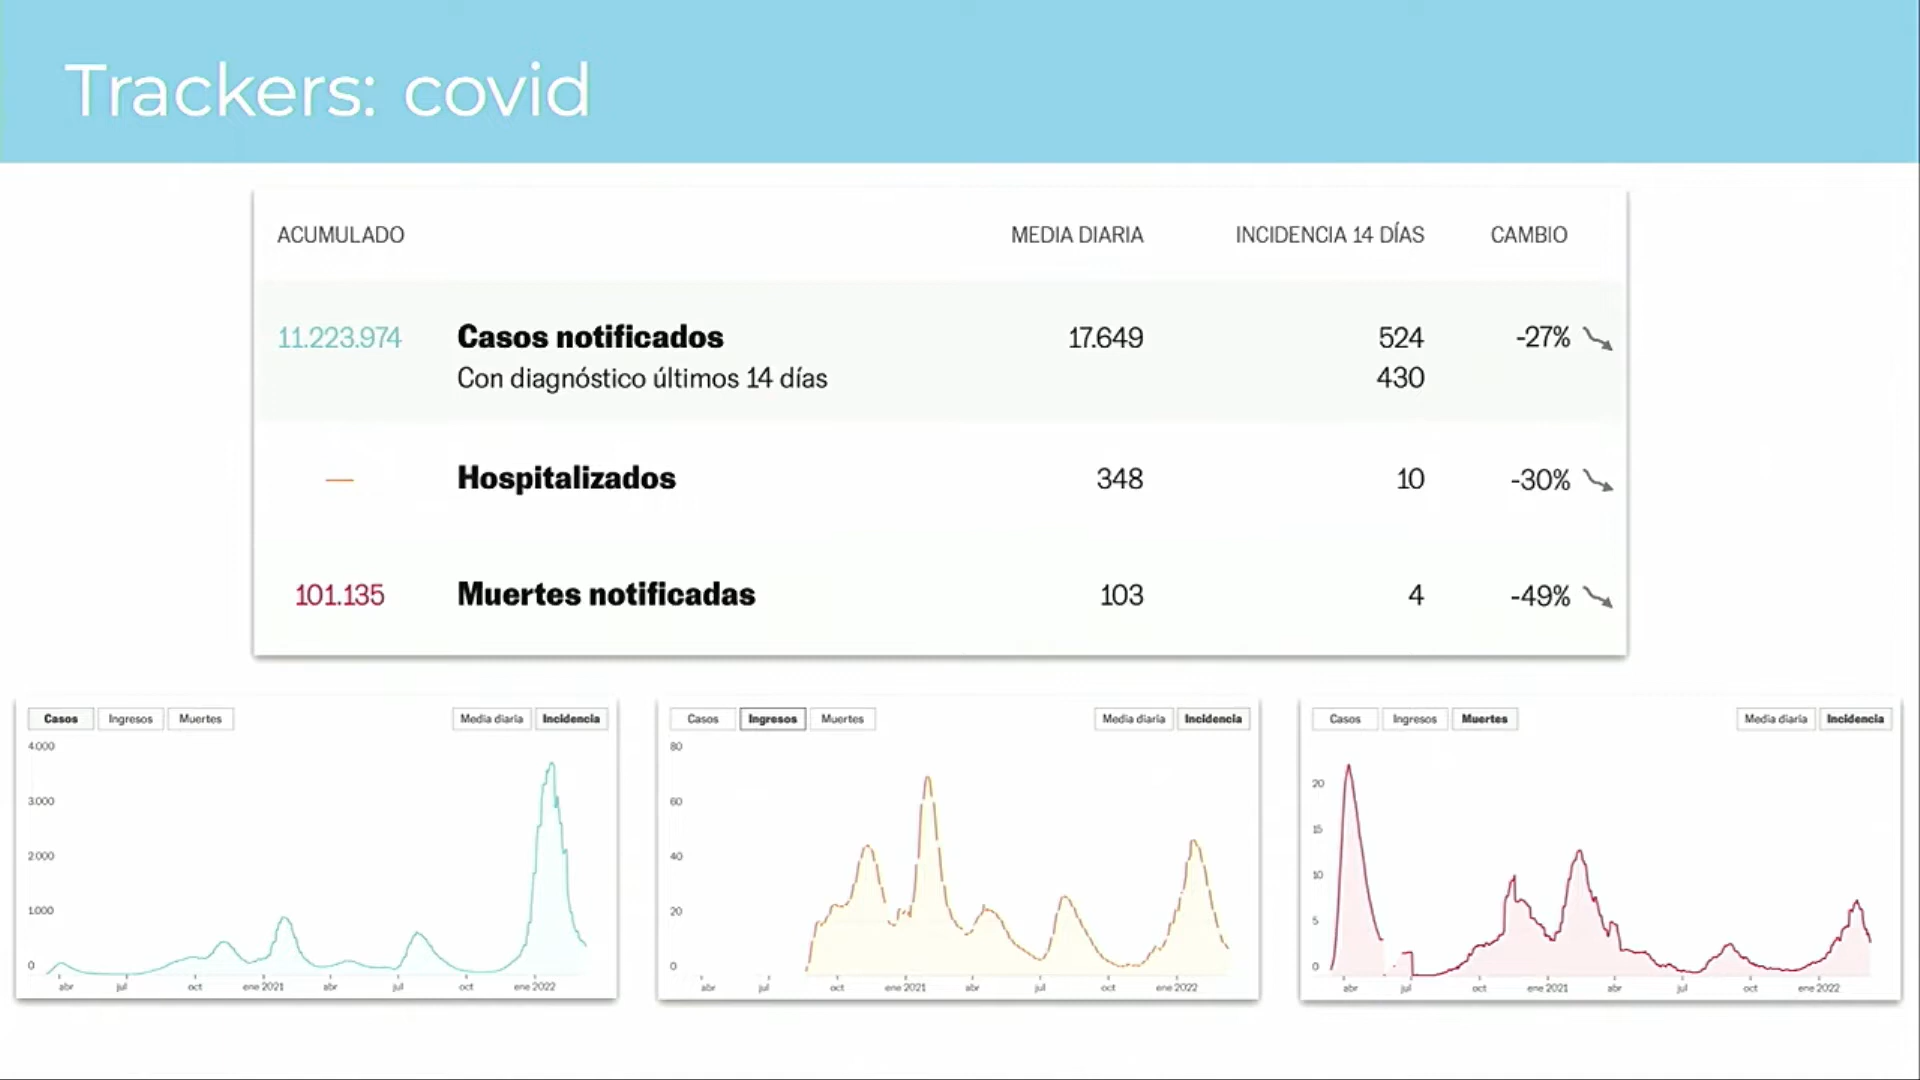 Trackers: covid
ACUMULADO MEDIA DIARIA INCIDENCIA 14 DÍAS CAMBIO
11.223.974 Casos notificados 17.649 524 -27%
Con diagnóstico últimos 14 días 430
— Hospitalizados 348 10 -30%
101.135 Muertes notificadas 103 4 -49%
Casos Ingresos Muertes Media diaria Incidencia
4.000
3.000
2.000
1.000
0
abr jul oct ene 2021 abr jul oct ene 2022
Casos Ingresos Muertes Media diaria Incidencia
80
60
40
20
0
abr jul oct ene 2021 abr jul oct ene 2022
Casos Ingresos Muertes Media diaria Incidencia
20
15
10
5
0
abr jul oct ene 2021 abr jul oct ene 2022